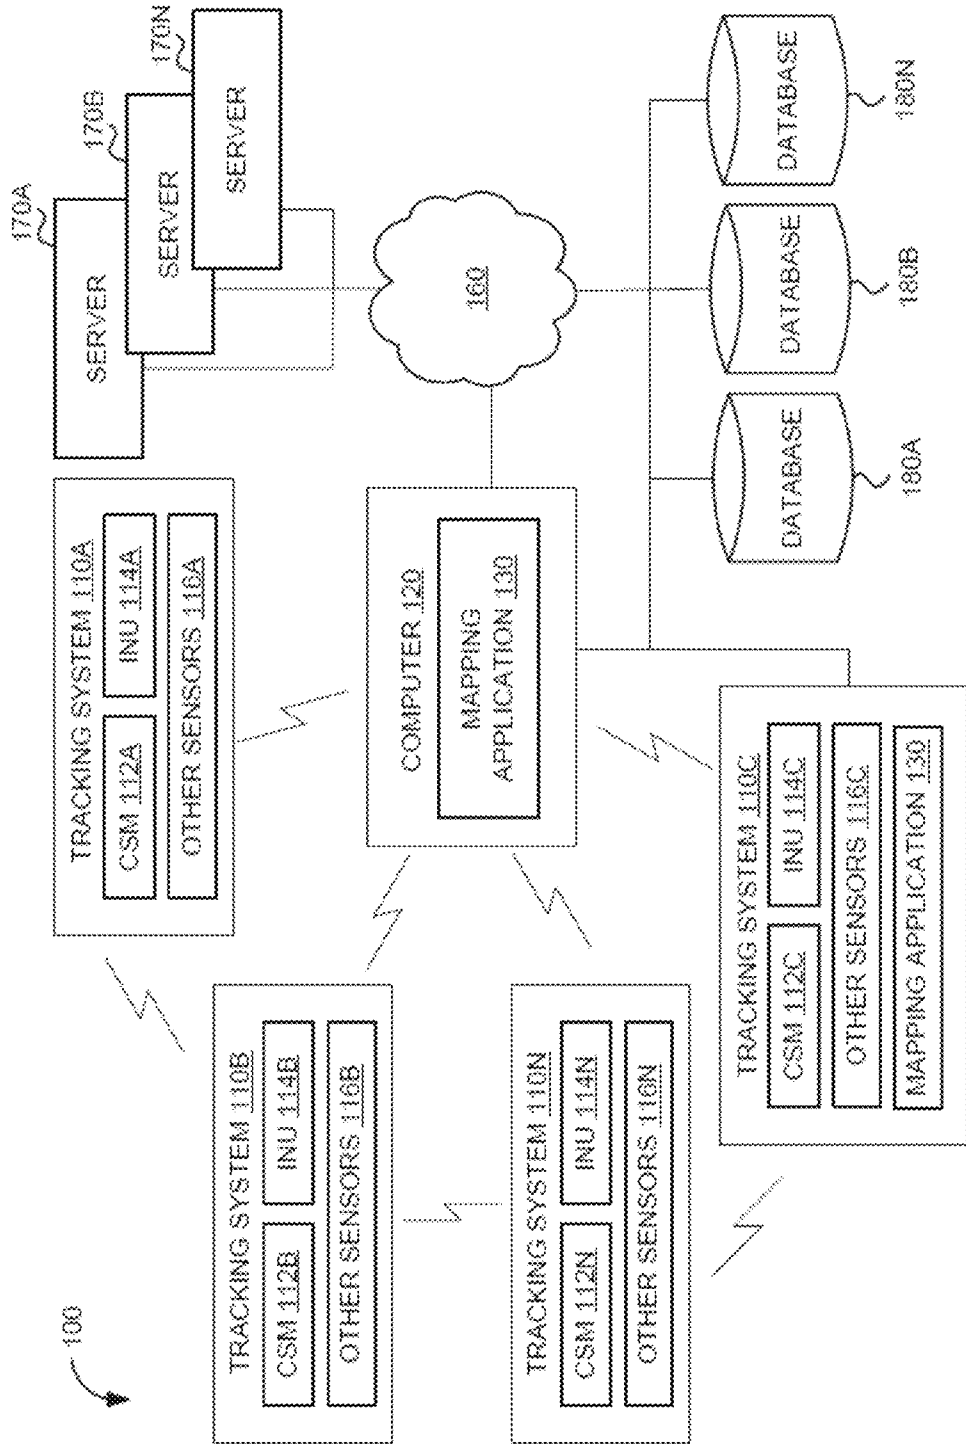 100
TRACKING SYSTEM 110A
CSM 112A
INU 114A
OTHER SENSORS 116A
TRACKING SYSTEM 110B
CSM 112B
INU 114B
OTHER SENSORS 116B
TRACKING SYSTEM 110N
CSM 112N
INU 114N
OTHER SENSORS 116N
TRACKING SYSTEM 110C
CSM 112C
INU 114C
OTHER SENSORS 116C
MAPPING APPLICATION 130
COMPUTER 120
MAPPING
APPLICATION 130
160
170A
SERVER
170B
SERVER
170N
SERVER
DATABASE
180A
DATABASE
180B
DATABASE
180N